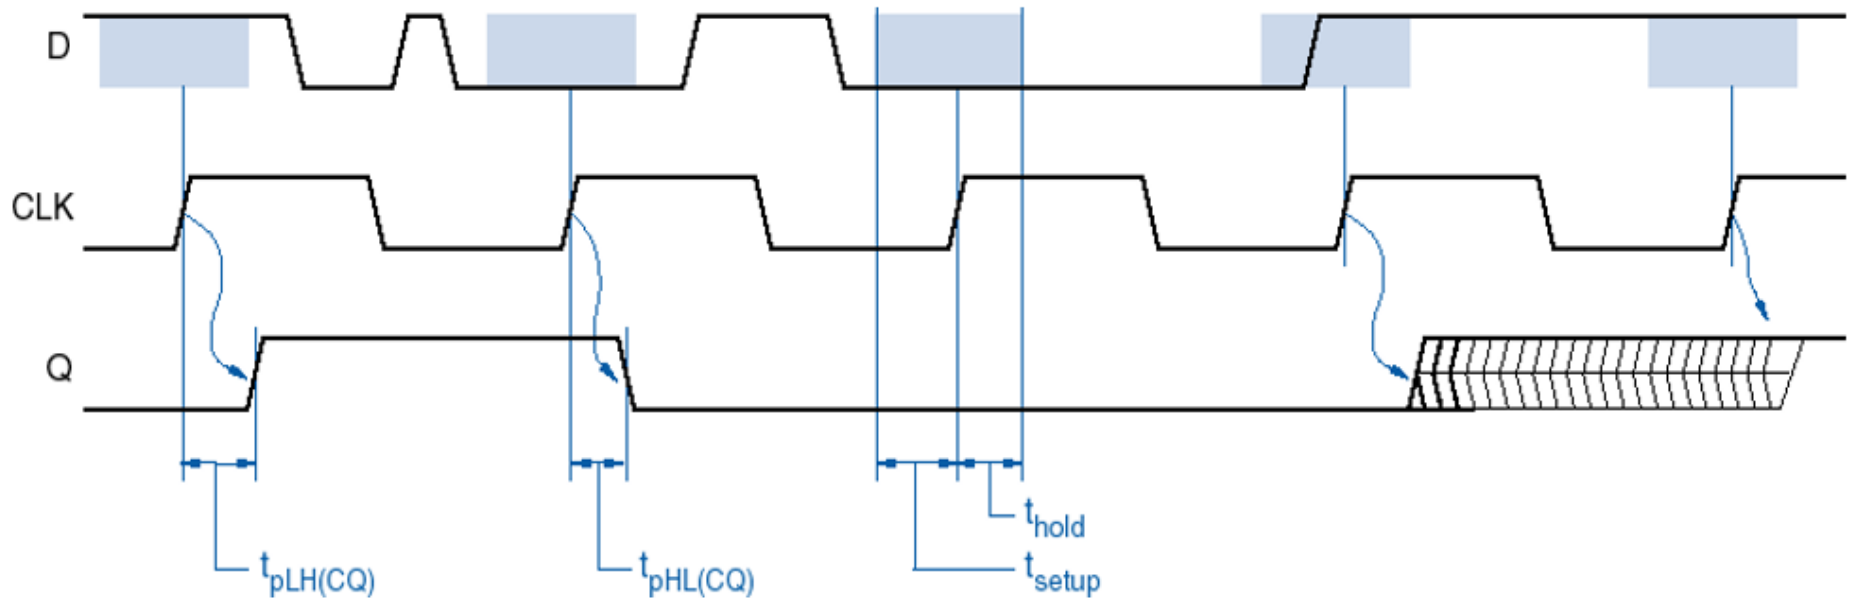 D
CLK
Q
thold
tpLH(CQ)
tpHL(CQ)
tsetup